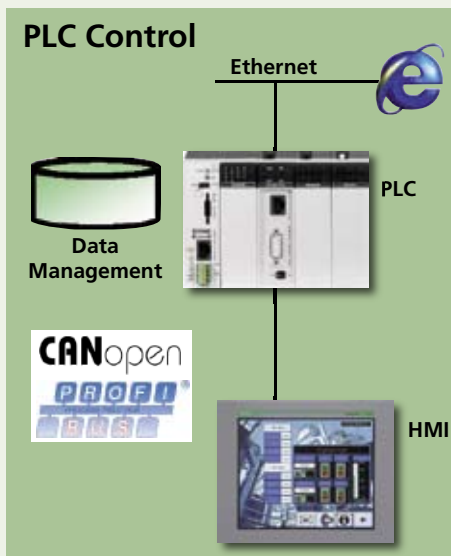 PLC Control
Ethernet
PLC
Data
Management
CANopen
PROFI®
BUS
HMI